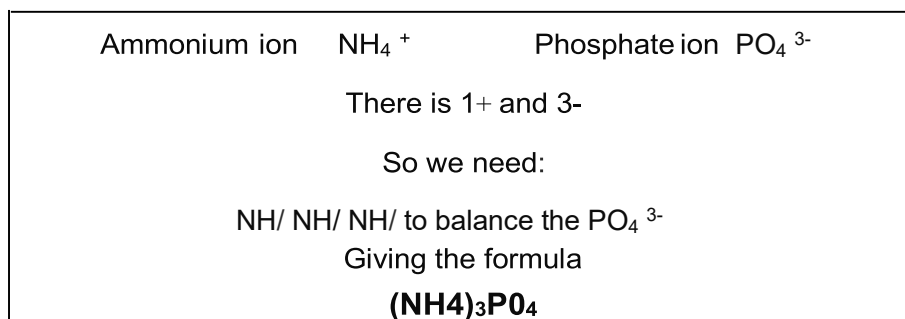 Ammonium ion NH₄ ⁺ Phosphate ion PO₄ ³⁻
There is 1+ and 3-
So we need:
NH/ NH/ NH/ to balance the PO₄ ³⁻
Giving the formula
(NH4)₃P0₄